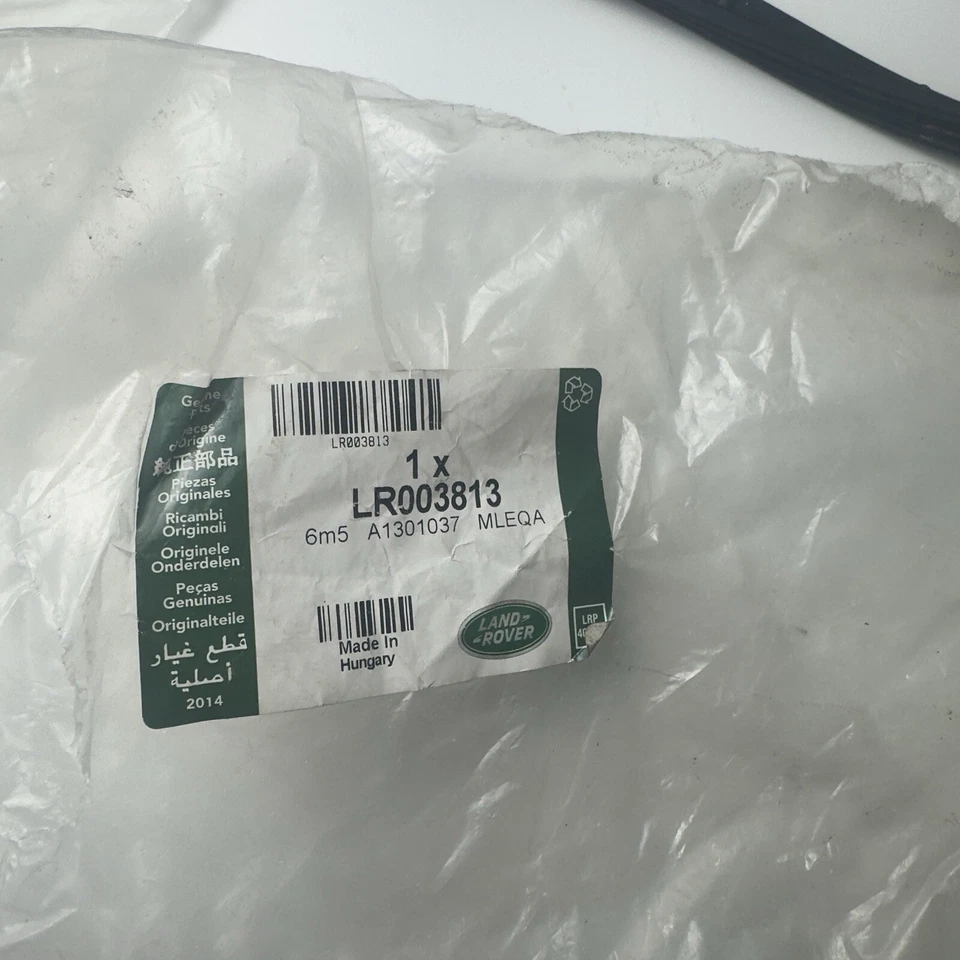 純正部品
Piezas
Originales
Ricambi
Originali
Originele
Onderdelen
Peças
Genuinas
Originalteile
قطع غيار
أصلية
2014
LR003813
1 x
LR003813
6m5 A1301037 MLEQA
Made In
Hungary
LAND
ROVER
LRP